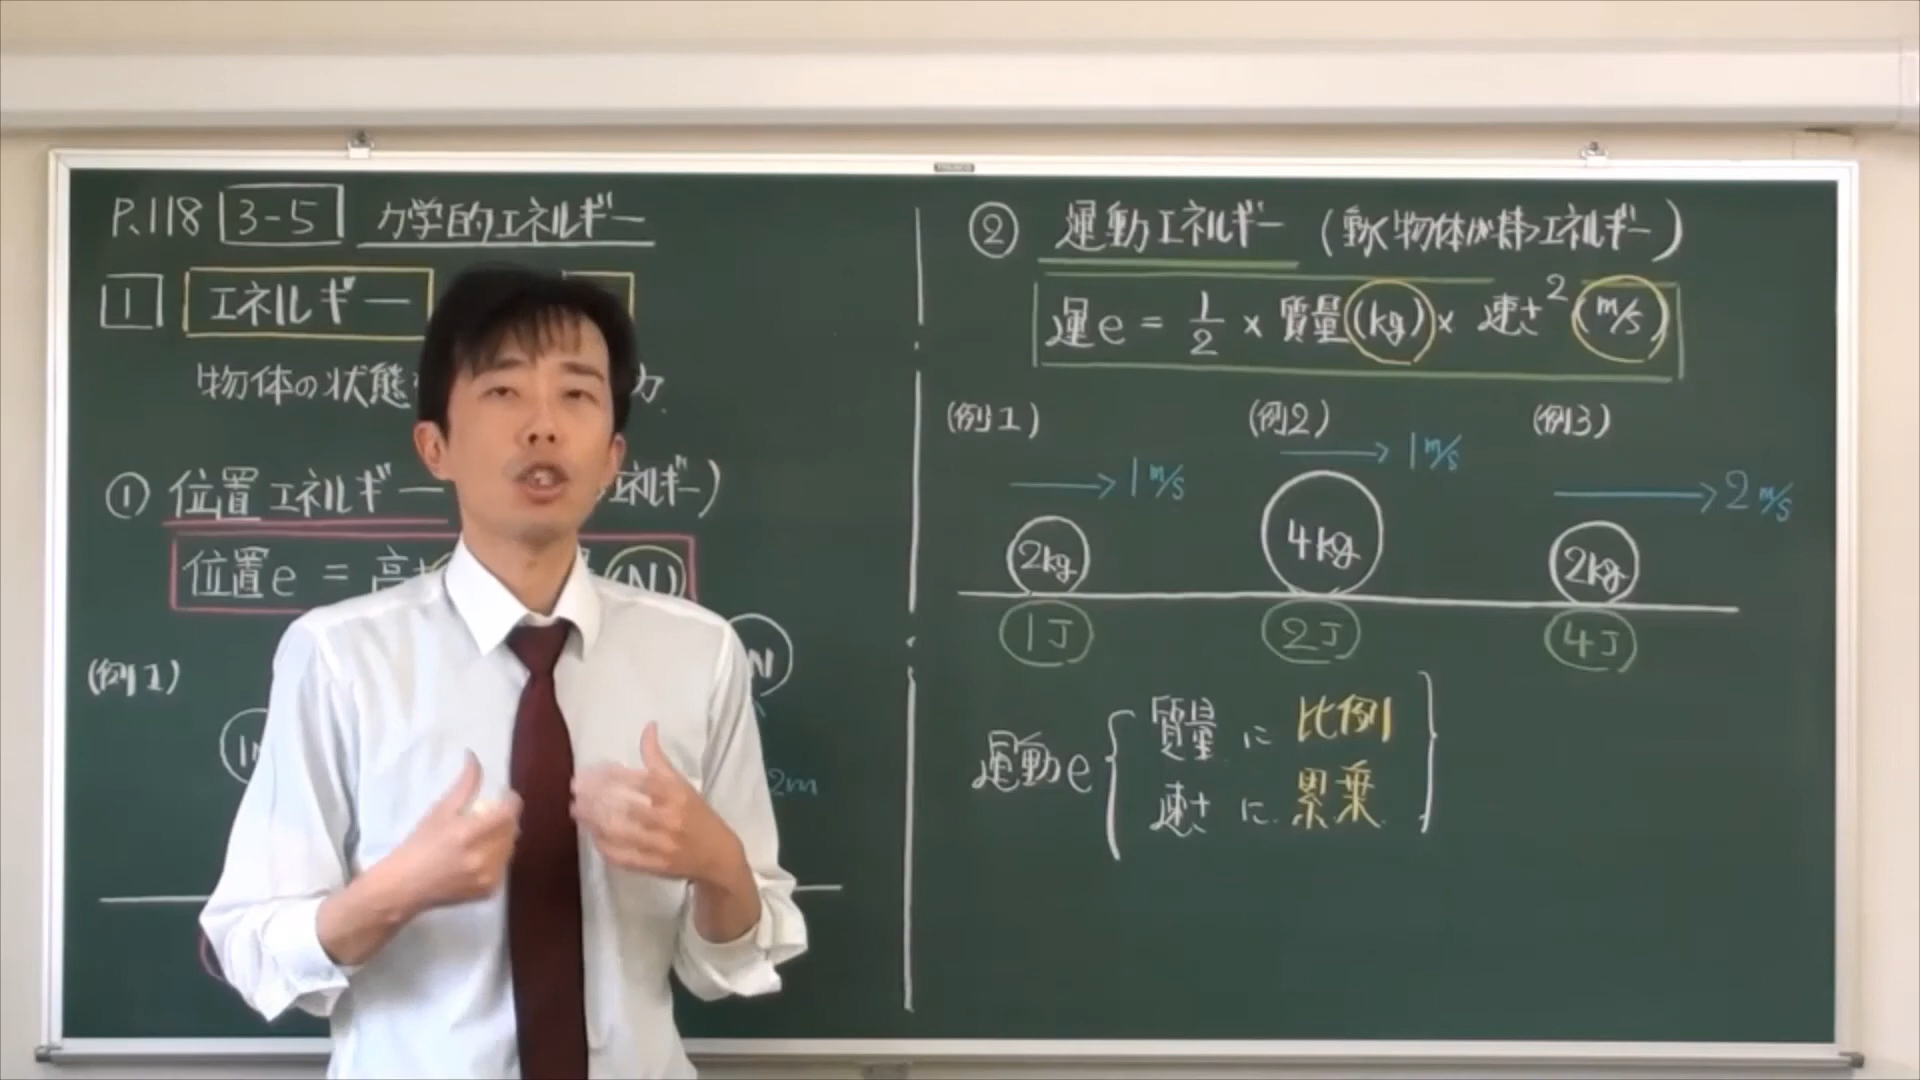 P.118 3-5 力学的エネルギー
1 エネルギー
物体の状態 力.
① 位置エネルギー エネルギー)
位置e = 高 (N)
(例1)
2m
② 運動エネルギー (動く物体が持つエネルギー)
運e = 1/2 × 質量(kg) × 速さ² (m/s)
(例1) (例2) (例3)
1m/s 1m/s 2m/s
2kg 4kg 2kg
1J 2J 4J
運動e { 質量 に 比例 }
速さ に 累乗